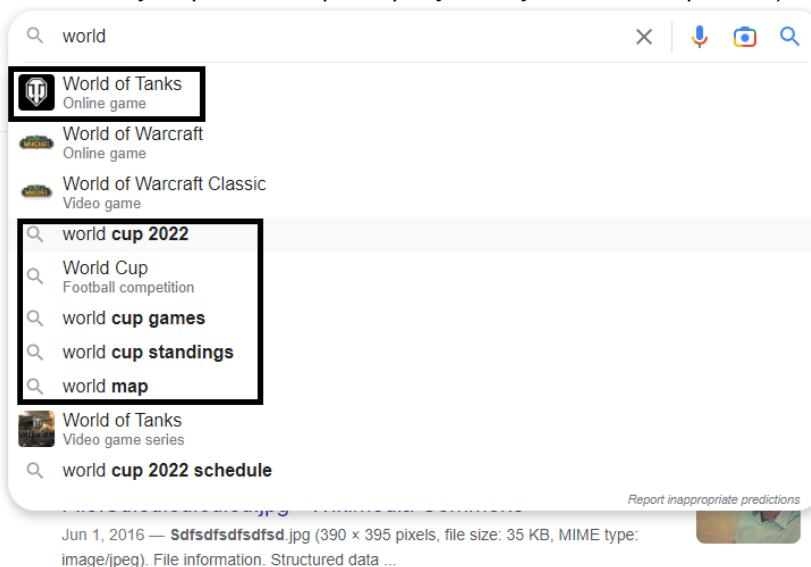 world
World of Tanks
Online game
World of Warcraft
Online game
World of Warcraft Classic
Video game
world cup 2022
World Cup
Football competition
world cup games
world cup standings
world map
World of Tanks
Video game series
world cup 2022 schedule
Report inappropriate predictions
Jun 1, 2016 — Sdfsdfsdfsdfsd.jpg (390 × 395 pixels, file size: 35 KB, MIME type:
image/jpeg). File information. Structured data ...